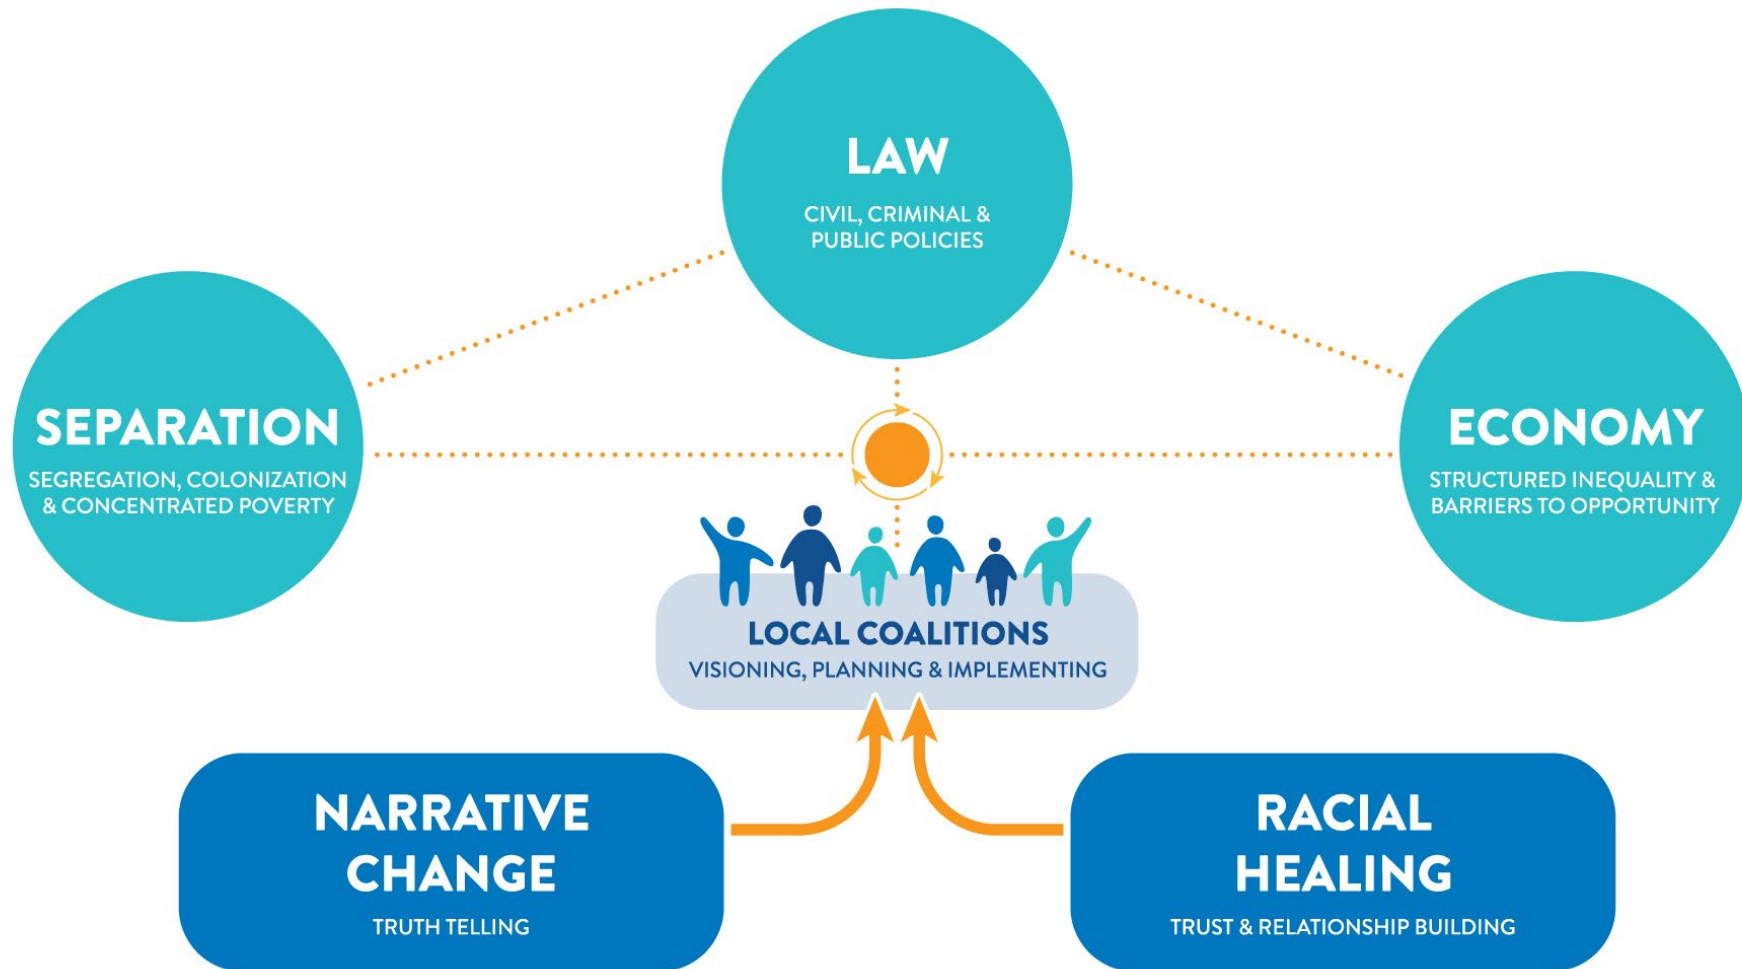 LAW
CIVIL, CRIMINAL &
PUBLIC POLICIES
SEPARATION
SEGREGATION, COLONIZATION
& CONCENTRATED POVERTY
ECONOMY
STRUCTURED INEQUALITY &
BARRIERS TO OPPORTUNITY
LOCAL COALITIONS
VISIONING, PLANNING & IMPLEMENTING
NARRATIVE
CHANGE
TRUTH TELLING
RACIAL
HEALING
TRUST & RELATIONSHIP BUILDING